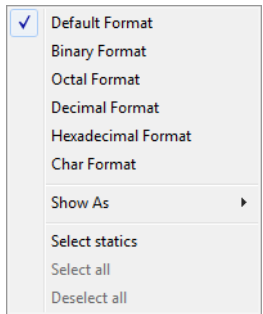 Default Format
Binary Format
Octal Format
Decimal Format
Hexadecimal Format
Char Format
Show As
Select statics
Select all
Deselect all